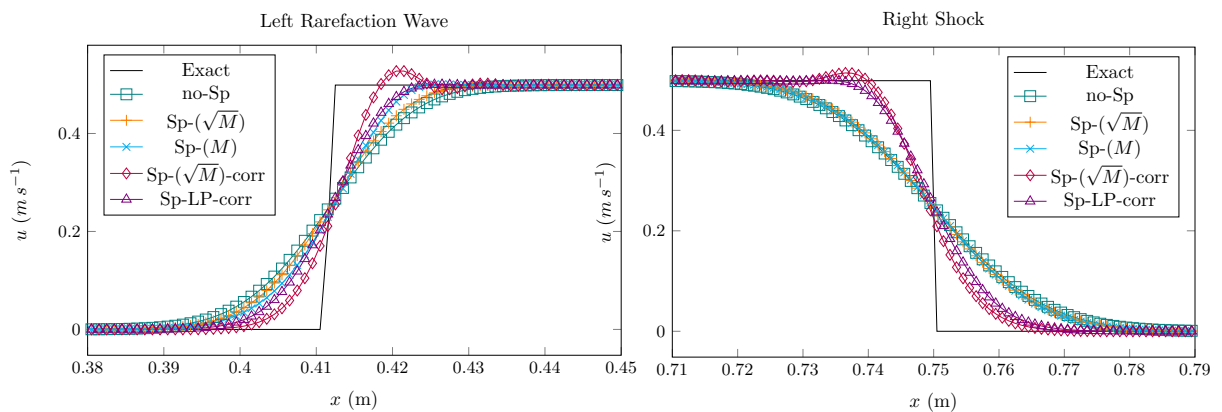 Left Rarefaction Wave
Exact
no-Sp
Sp-(√M)
Sp-(M)
Sp-(√M)-corr
Sp-LP-corr
0.4
0.2
0
u (m s⁻¹)
0.38 0.39 0.4 0.41 0.42 0.43 0.44 0.45
x (m)
Right Shock
Exact
no-Sp
Sp-(√M)
Sp-(M)
Sp-(√M)-corr
Sp-LP-corr
0.4
0.2
0
u (m s⁻¹)
0.71 0.72 0.73 0.74 0.75 0.76 0.77 0.78 0.79
x (m)